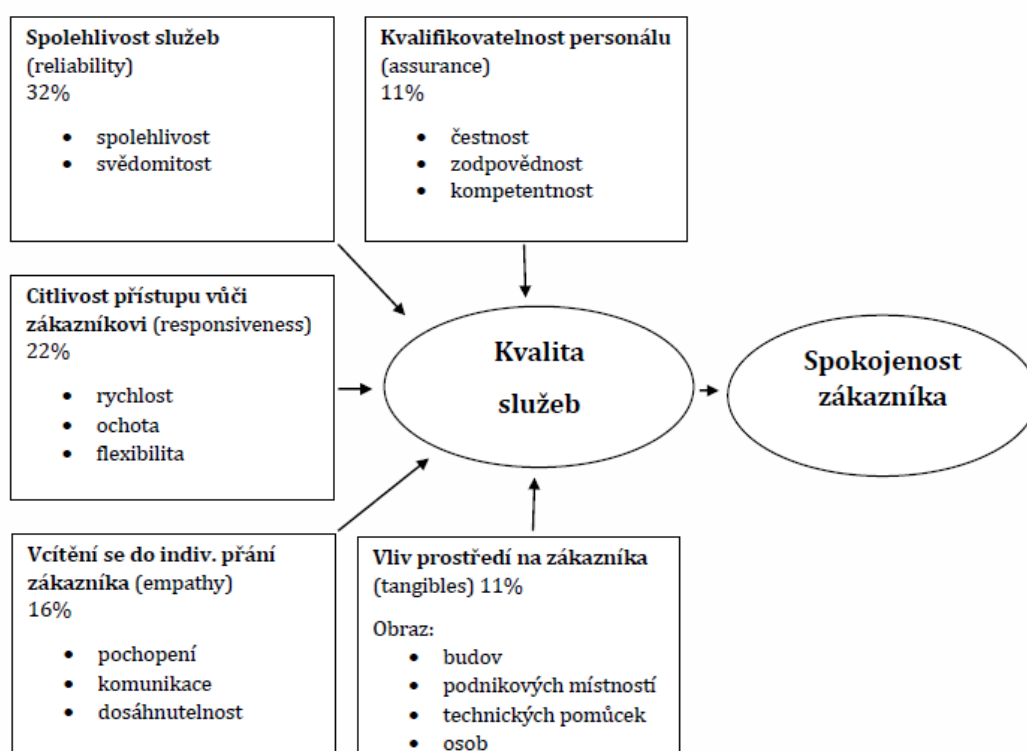 Spolehlivost služeb
(reliability)
32%
• spolehlivost
• svědomitost
Kvalifikovatelnost personálu
(assurance)
11%
• čestnost
• zodpovědnost
• kompetentnost
Citlivost přístupu vůči
zákazníkovi (responsiveness)
22%
• rychlost
• ochota
• flexibilita
Kvalita
služeb
Spokojenost
zákazníka
Vcítění se do indiv. přání
zákazníka (empathy)
16%
• pochopení
• komunikace
• dosáhnutelnost
Vliv prostředí na zákazníka
(tangibles) 11%
Obraz:
• budov
• podnikových místností
• technických pomůcek
• osob